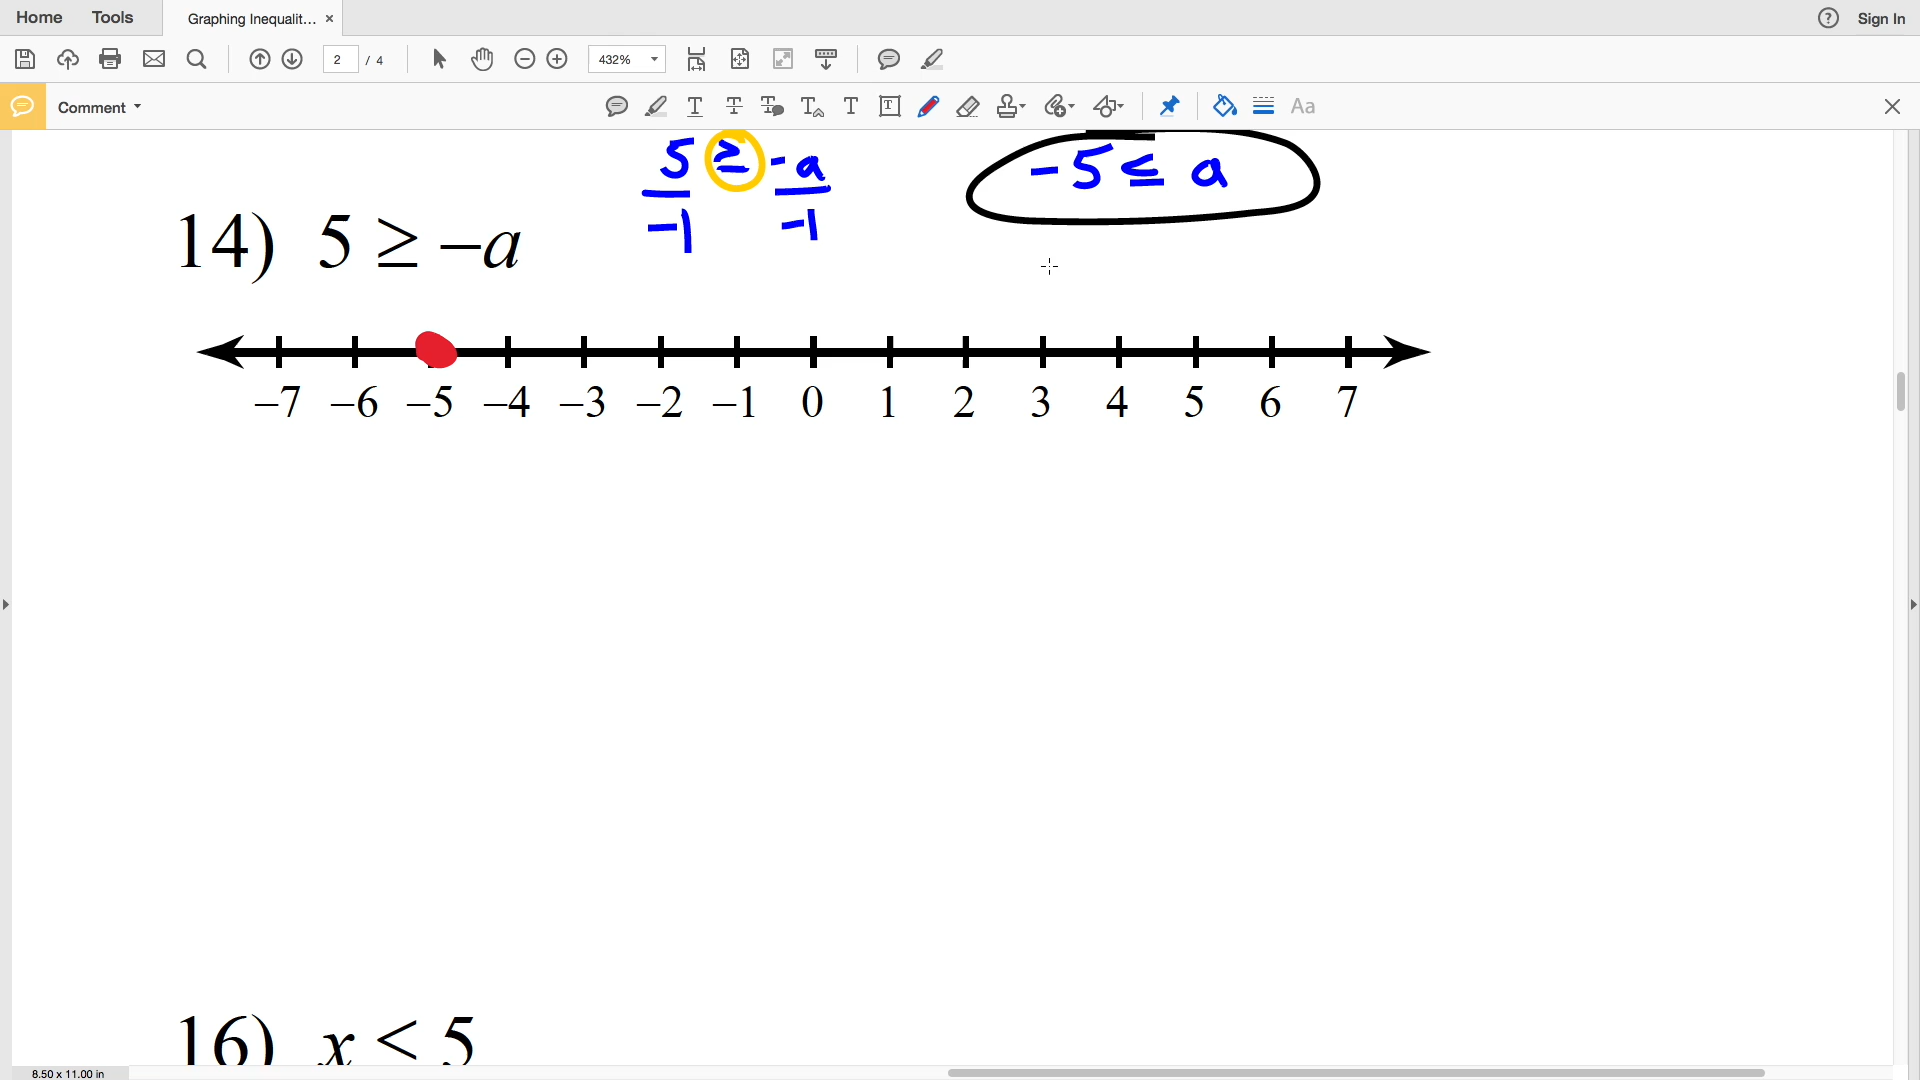 Home Tools Graphing Inequalit... × ? Sign In
2 / 4 432%
Comment Aa
5 ≥ -a -5 ≤ a
-1 -1
14) 5 ≥ –a
–7 –6 –5 –4 –3 –2 –1 0 1 2 3 4 5 6 7
16) x < 5
8.50 x 11.00 in